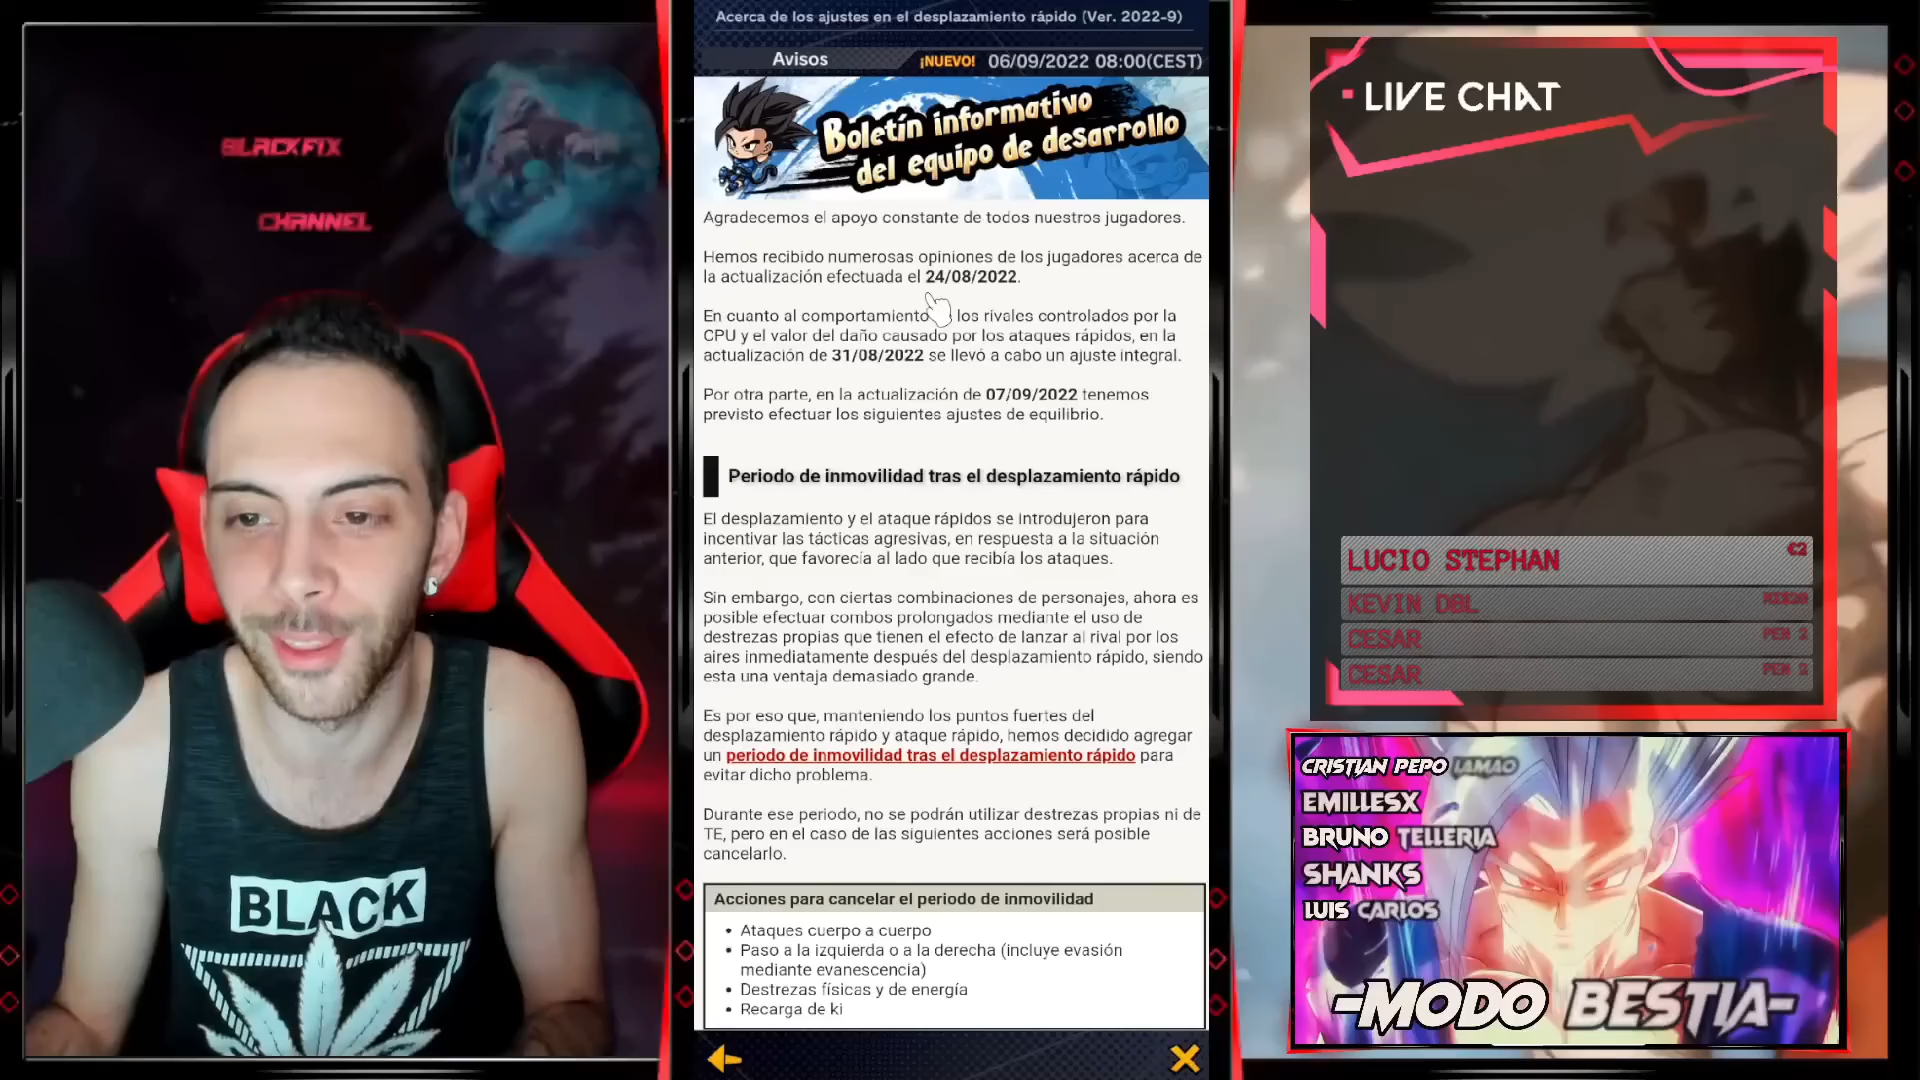 BLACKFIX
CHANNEL
BLACK
Acerca de los ajustes en el desplazamiento rápido (Ver. 2022-9)
Avisos
¡NUEVO! 06/09/2022 08:00(CEST)
Boletín informativo
del equipo de desarrollo
Agradecemos el apoyo constante de todos nuestros jugadores.
Hemos recibido numerosas opiniones de los jugadores acerca de
la actualización efectuada el 24/08/2022.
En cuanto al comportamiento los rivales controlados por la
CPU y el valor del daño causado por los ataques rápidos, en la
actualización de 31/08/2022 se llevó a cabo un ajuste integral.
Por otra parte, en la actualización de 07/09/2022 tenemos
previsto efectuar los siguientes ajustes de equilibrio.
Periodo de inmovilidad tras el desplazamiento rápido
El desplazamiento y el ataque rápidos se introdujeron para
incentivar las tácticas agresivas, en respuesta a la situación
anterior, que favorecía al lado que recibía los ataques.
Sin embargo, con ciertas combinaciones de personajes, ahora es
posible efectuar combos prolongados mediante el uso de
destrezas propias que tienen el efecto de lanzar al rival por los
aires inmediatamente después del desplazamiento rápido, siendo
esta una ventaja demasiado grande.
Es por eso que, manteniendo los puntos fuertes del
desplazamiento rápido y ataque rápido, hemos decidido agregar
un periodo de inmovilidad tras el desplazamiento rápido para
evitar dicho problema.
Durante ese periodo, no se podrán utilizar destrezas propias ni de
TE, pero en el caso de las siguientes acciones será posible
cancelarlo.
Acciones para cancelar el periodo de inmovilidad
• Ataques cuerpo a cuerpo
• Paso a la izquierda o a la derecha (incluye evasión
mediante evanescencia)
• Destrezas físicas y de energía
• Recarga de ki
LIVE CHAT
LUCIO STEPHAN €2
KEVIN DBL
CESAR PEN 2
CESAR PEN 2
CRISTIAN PEPO LAMAO
EMILLESX
BRUNO TELLERIA
SHANKS
LUIS CARLOS
-MODO BESTIA-